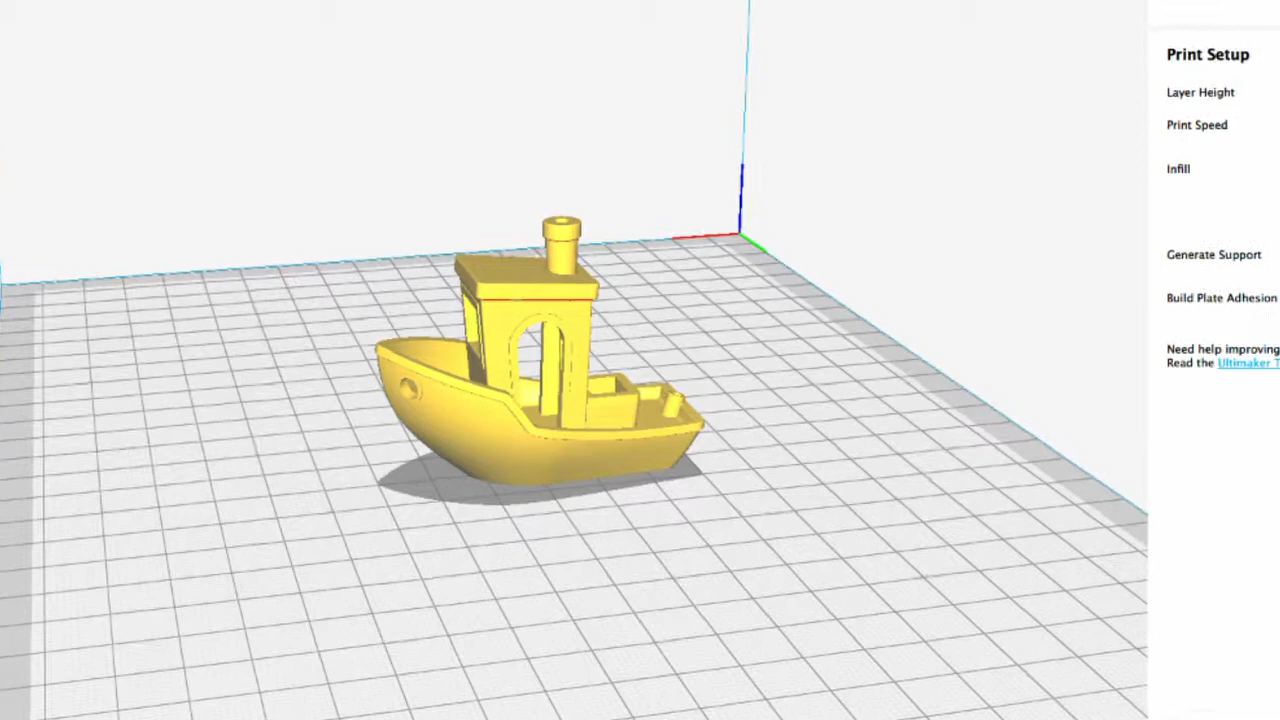 Print Setup
Layer Height
Print Speed
Infill
Generate Support
Build Plate Adhesion
Need help improving
Read the Ultimaker T